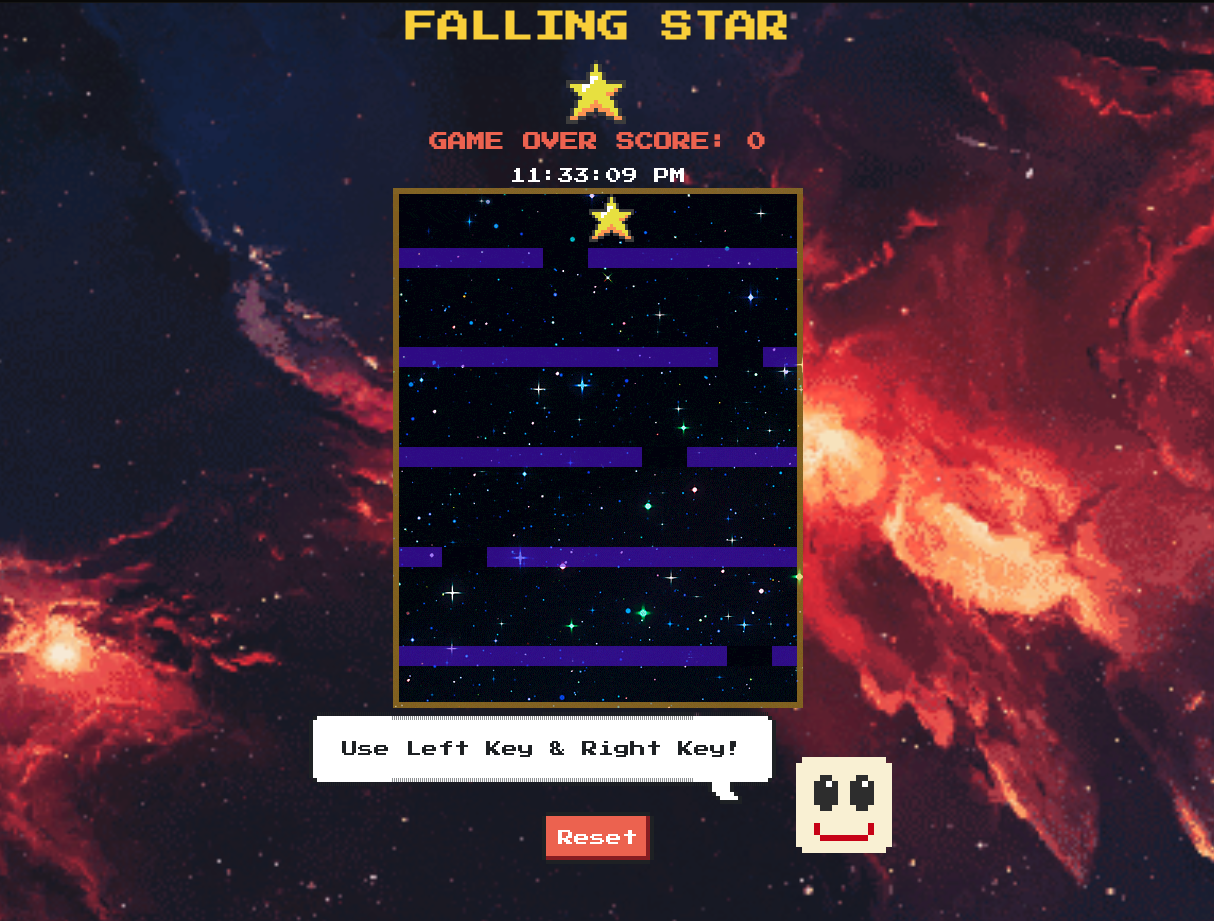 FALLING STAR
GAME OVER SCORE: 0
11:33:09 PM
Use Left Key & Right Key!
Reset